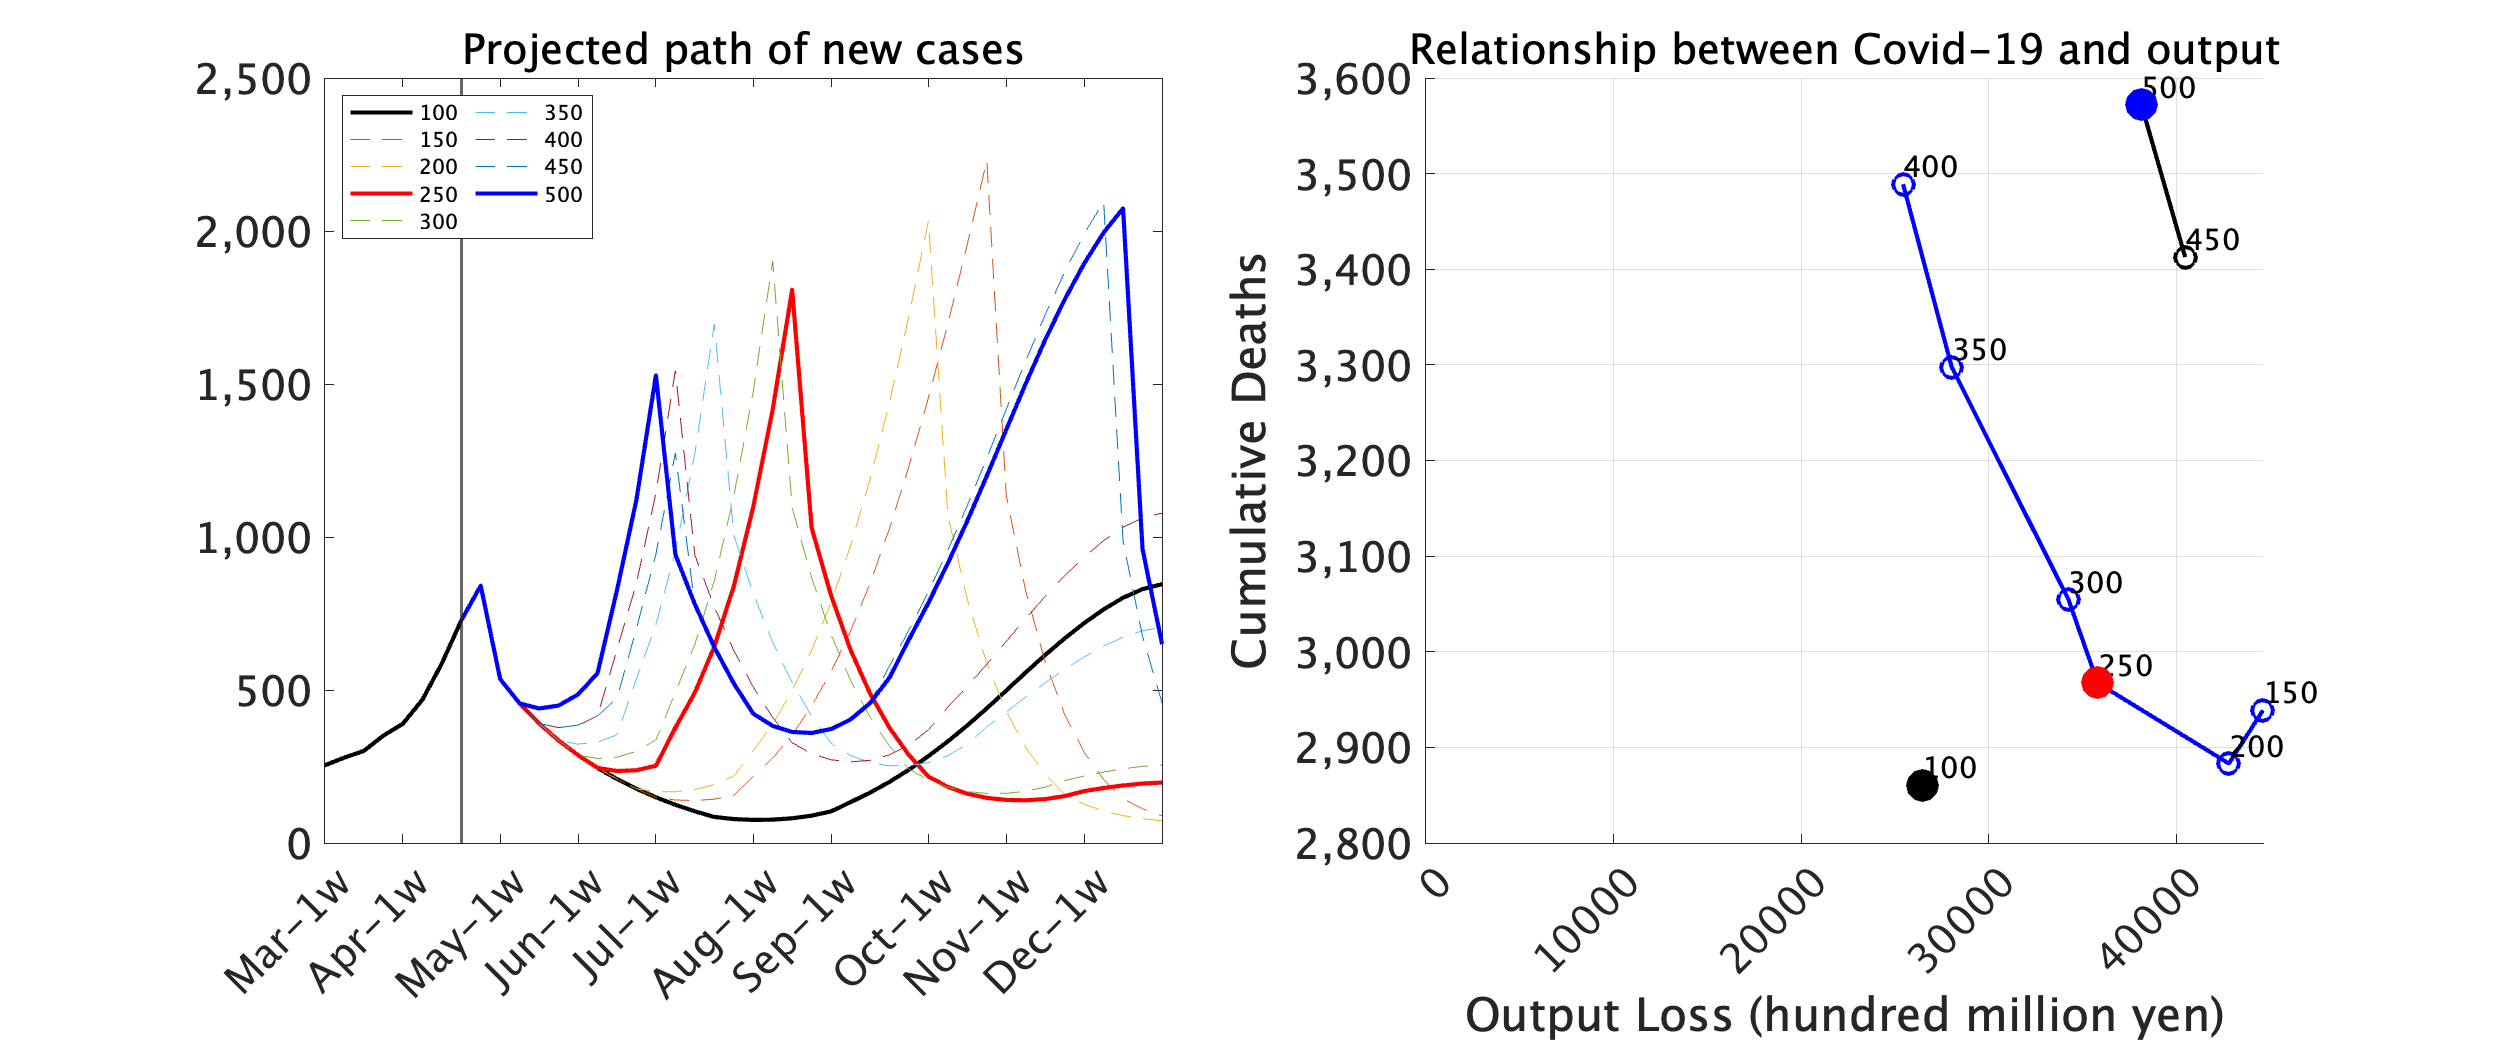 Projected path of new cases
2,500
2,000
1,500
1,000
500
0
100
150
200
250
300
350
400
450
500
Mar-1w
Apr-1w
May-1w
Jun-1w
Jul-1w
Aug-1w
Sep-1w
Oct-1w
Nov-1w
Dec-1w
Relationship between Covid-19 and output
Cumulative Deaths
3,600
3,500
3,400
3,300
3,200
3,100
3,000
2,900
2,800
500
400
450
350
300
250
150
200
100
0
10000
20000
30000
40000
Output Loss (hundred million yen)